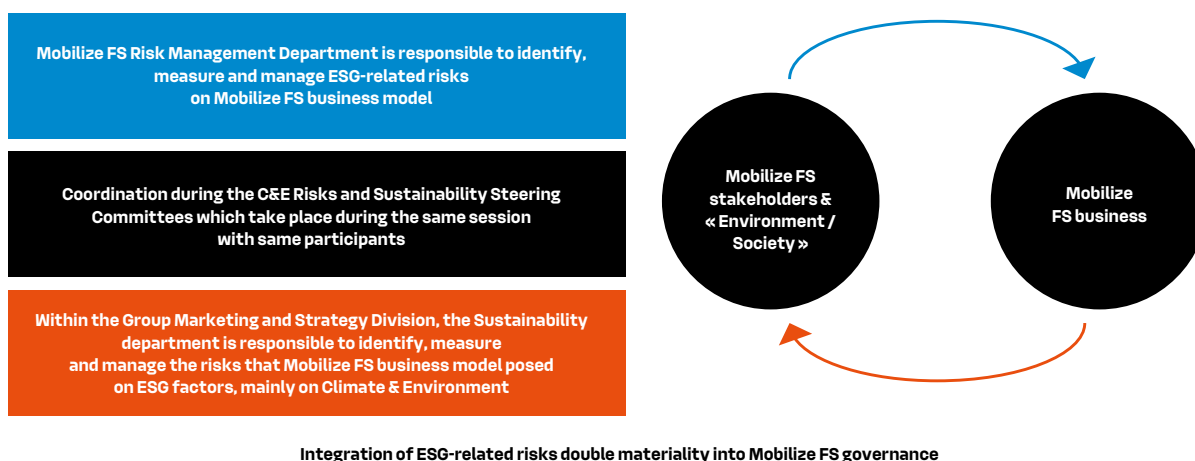 Mobilize FS Risk Management Department is responsible to identify,
measure and manage ESG-related risks
on Mobilize FS business model
Coordination during the C&E Risks and Sustainability Steering
Committees which take place during the same session
with same participants
Within the Group Marketing and Strategy Division, the Sustainability
department is responsible to identify, measure
and manage the risks that Mobilize FS business model posed
on ESG factors, mainly on Climate & Environment
Mobilize FS
stakeholders &
« Environment /
Society »
Mobilize
FS business
Integration of ESG-related risks double materiality into Mobilize FS governance